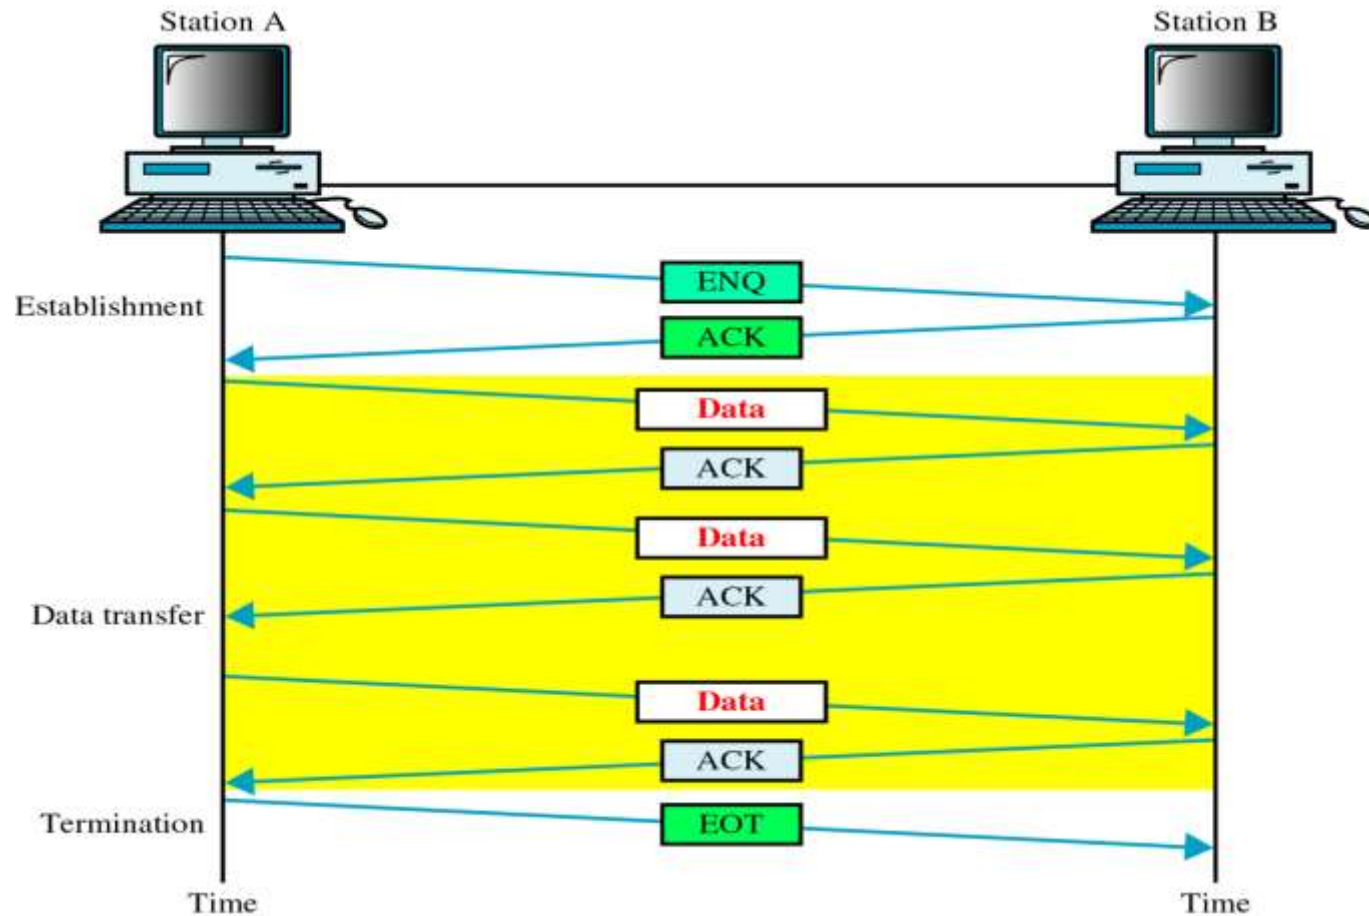 Station A
Station B
ENQ
Establishment
ACK
Data
ACK
Data
ACK
Data transfer
Data
ACK
EOT
Termination
Time
Time